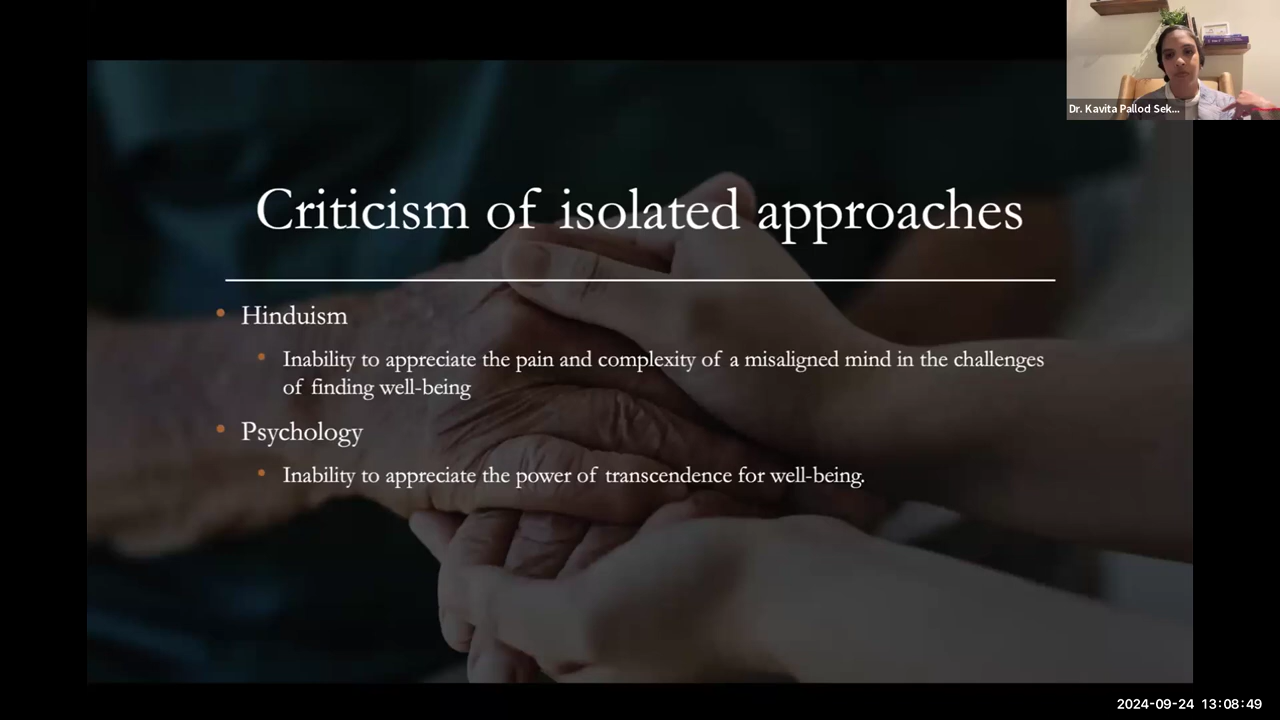 Dr. Kavita Pallod Sek...
Criticism of isolated approaches
• Hinduism
• Inability to appreciate the pain and complexity of a misaligned mind in the challenges
of finding well-being
• Psychology
• Inability to appreciate the power of transcendence for well-being.
2024-09-24 13:08:49